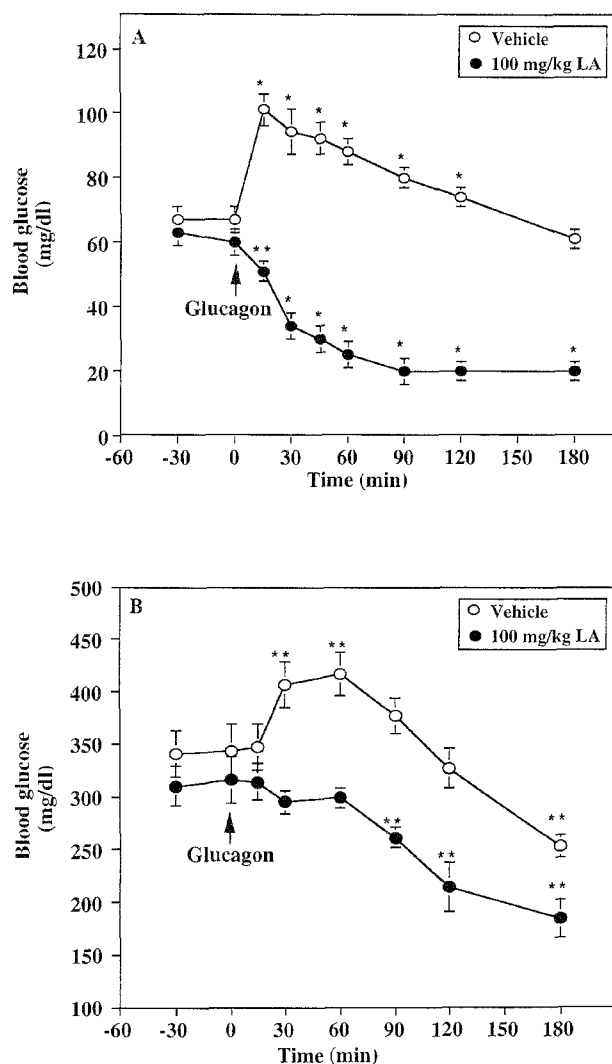 A
Vehicle
100 mg/kg LA
120
100
80
60
40
20
0
Blood glucose
(mg/dl)
*
*
*
*
*
*
**
*
*
*
*
*
*
Glucagon
-60 -30 0 30 60 90 120 150 180
Time (min)
B
Vehicle
100 mg/kg LA
500
450
400
350
300
250
200
150
100
Blood glucose
(mg/dl)
** **
**
**
**
**
Glucagon
-60 -30 0 30 60 90 120 150 180
Time (min)